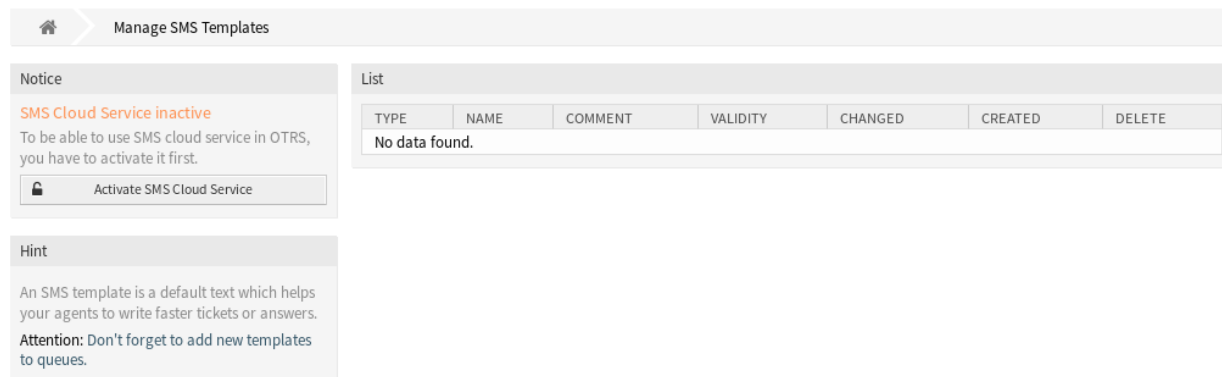 Manage SMS Templates
Notice
SMS Cloud Service inactive
To be able to use SMS cloud service in OTRS,
you have to activate it first.
Activate SMS Cloud Service
Hint
An SMS template is a default text which helps
your agents to write faster tickets or answers.
Attention: Don't forget to add new templates
to queues.
List
TYPE NAME COMMENT VALIDITY CHANGED CREATED DELETE
No data found.